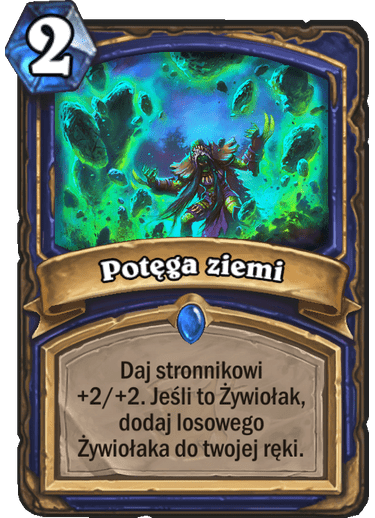 2
Potęga ziemi
Daj stronnikowi
+2/+2. Jeśli to Żywiołak,
dodaj losowego
Żywiołaka do twojej ręki.